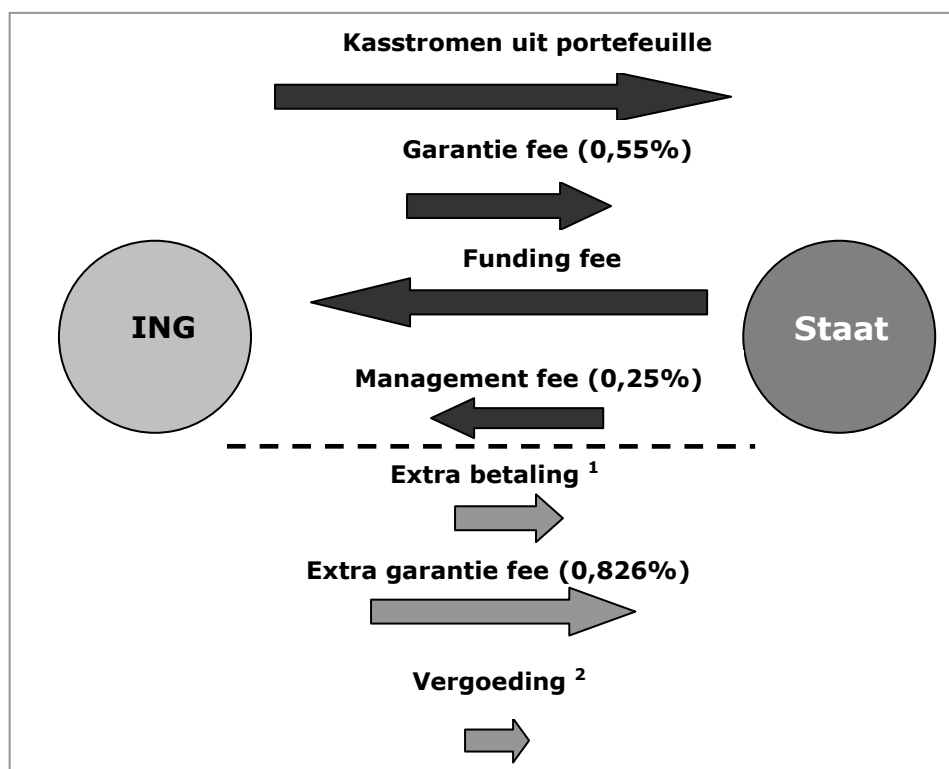 Kasstromen uit portefeuille
Garantie fee (0,55%)
Funding fee
ING
Staat
Management fee (0,25%)
Extra betaling ¹
Extra garantie fee (0,826%)
Vergoeding ²